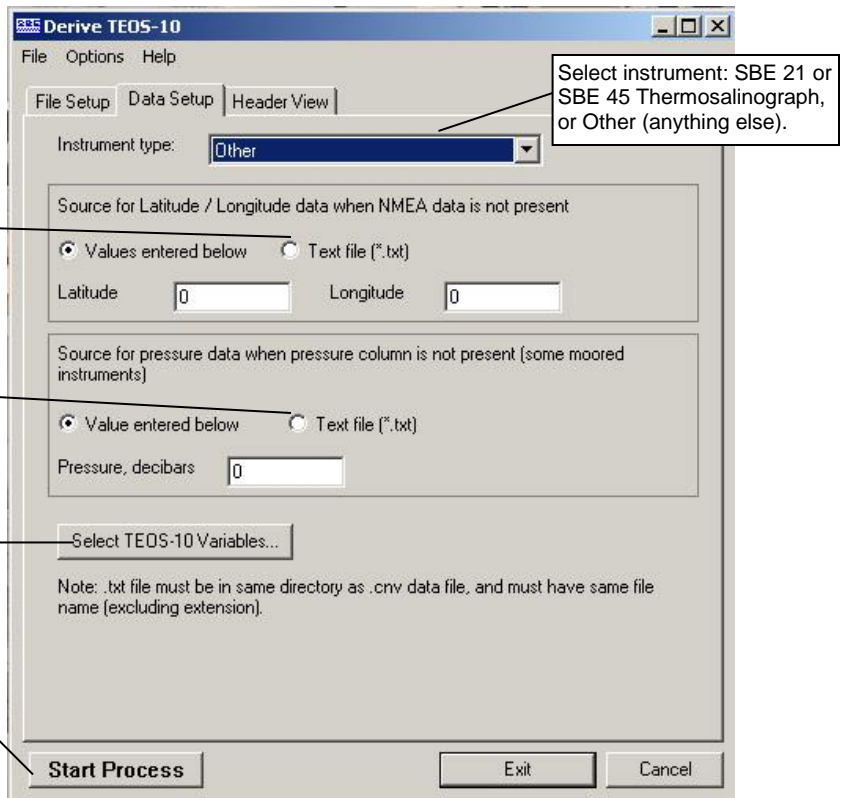 SBE Derive TEOS-10
File Options Help
Select instrument: SBE 21 or
SBE 45 Thermosalinograph,
or Other (anything else).
File Setup Data Setup Header View
Instrument type: Other
Source for Latitude / Longitude data when NMEA data is not present
Values entered below Text file (*.txt)
Latitude 0 Longitude 0
Source for pressure data when pressure column is not present (some moored
instruments)
Value entered below Text file (*.txt)
Pressure, decibars 0
Select TEOS-10 Variables...
Note: .txt file must be in same directory as .cnv data file, and must have same file
name (excluding extension).
Start Process Exit Cancel